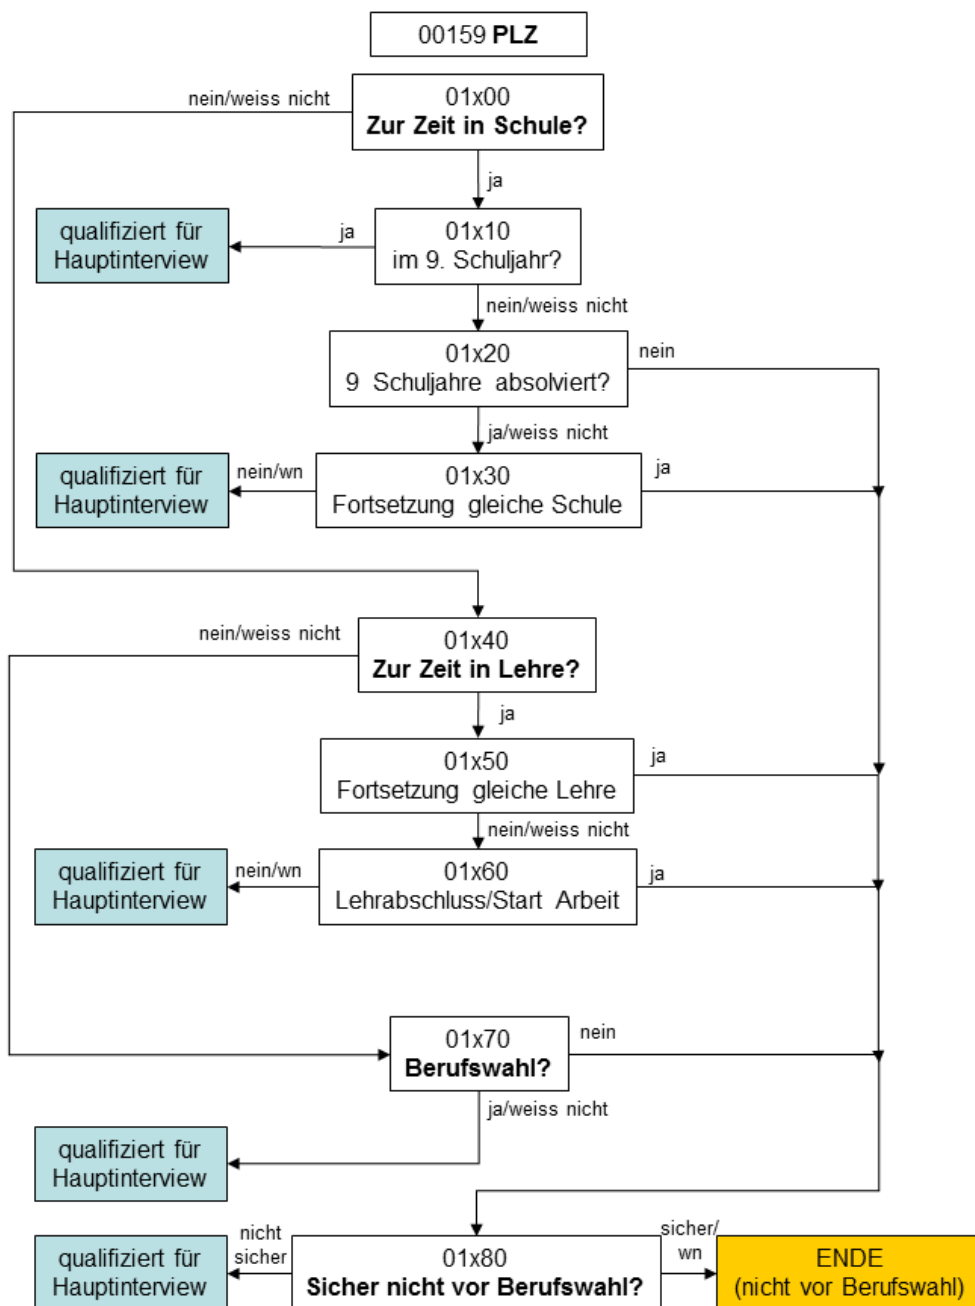 00159 PLZ
nein/weiss nicht
01x00
Zur Zeit in Schule?
ja
qualifiziert für
Hauptinterview
ja
01x10
im 9. Schuljahr?
nein/weiss nicht
01x20
9 Schuljahre absolviert?
nein
ja/weiss nicht
qualifiziert für
Hauptinterview
nein/wn
01x30
Fortsetzung gleiche Schule
ja
nein/weiss nicht
01x40
Zur Zeit in Lehre?
ja
01x50
Fortsetzung gleiche Lehre
ja
nein/weiss nicht
qualifiziert für
Hauptinterview
nein/wn
01x60
Lehrabschluss/Start Arbeit
ja
01x70
Berufswahl?
nein
ja/weiss nicht
qualifiziert für
Hauptinterview
qualifiziert für
Hauptinterview
nicht
sicher
01x80
Sicher nicht vor Berufswahl?
sicher/
wn
ENDE
(nicht vor Berufswahl)